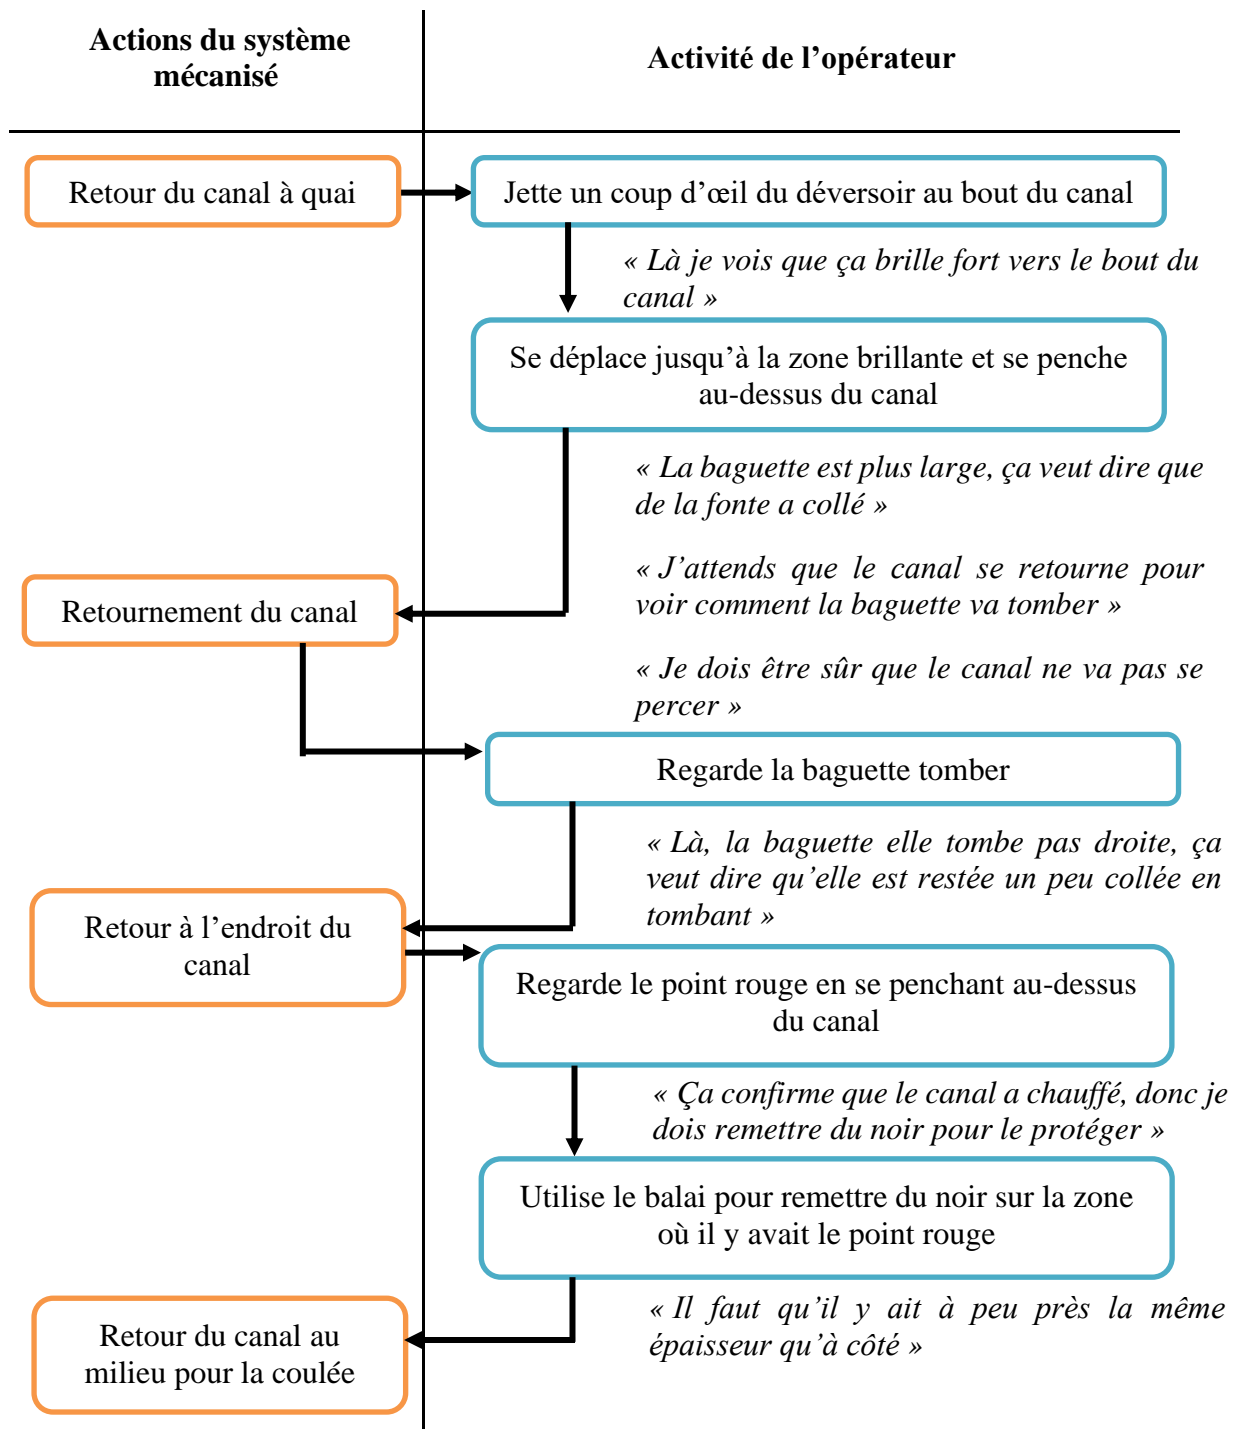 Actions du système
mécanisé
Activité de l’opérateur
Retour du canal à quai
Jette un coup d’œil du déversoir au bout du canal
« Là je vois que ça brille fort vers le bout du
canal »
Se déplace jusqu’à la zone brillante et se penche
au-dessus du canal
« La baguette est plus large, ça veut dire que
de la fonte a collé »
« J’attends que le canal se retourne pour
voir comment la baguette va tomber »
Retournement du canal
« Je dois être sûr que le canal ne va pas se
percer »
Regarde la baguette tomber
« Là, la baguette elle tombe pas droite, ça
veut dire qu’elle est restée un peu collée en
tombant »
Retour à l’endroit du
canal
Regarde le point rouge en se penchant au-dessus
du canal
« Ça confirme que le canal a chauffé, donc je
dois remettre du noir pour le protéger »
Utilise le balai pour remettre du noir sur la zone
où il y avait le point rouge
« Il faut qu’il y ait à peu près la même
épaisseur qu’à côté »
Retour du canal au
milieu pour la coulée